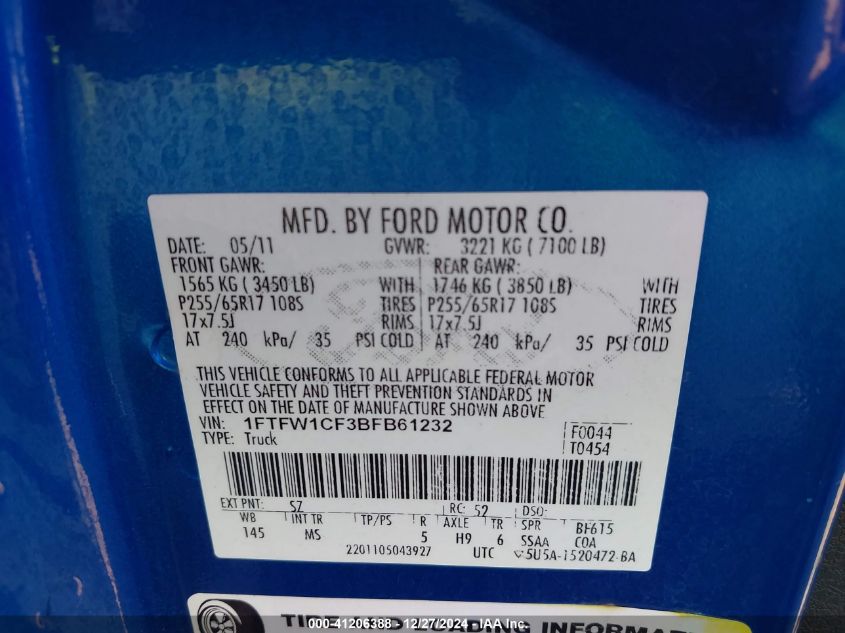 MFD. BY FORD MOTOR CO.
DATE: 05/11 GVWR: 3221 KG ( 7100 LB)
FRONT GAWR: REAR GAWR:
1565 KG ( 3450 LB) WITH 1746 KG ( 3850 LB) WITH
P255/65R17 108S TIRES P255/65R17 108S TIRES
17x7.5J RIMS 17x7.5J RIMS
AT 240 kPa/ 35 PSI COLD AT 240 kPa/ 35 PSI COLD
THIS VEHICLE CONFORMS TO ALL APPLICABLE FEDERAL MOTOR
VEHICLE SAFETY AND THEFT PREVENTION STANDARDS IN
EFFECT ON THE DATE OF MANUFACTURE SHOWN ABOVE
VIN: 1FTFW1CF3BFB61232 F0044
TYPE: Truck T0454
EXT PNT: SZ RC: 52 DSO:
WB INT TR TP/PS R AXLE TR SPR BF615
145 MS 5 H9 6 SSAA COA
2201105043927 UTC 5U5A-1520472-BA
TIRE AND LOADING INFORMAT
000-41206388 - 12/27/2024 - IAA Inc.